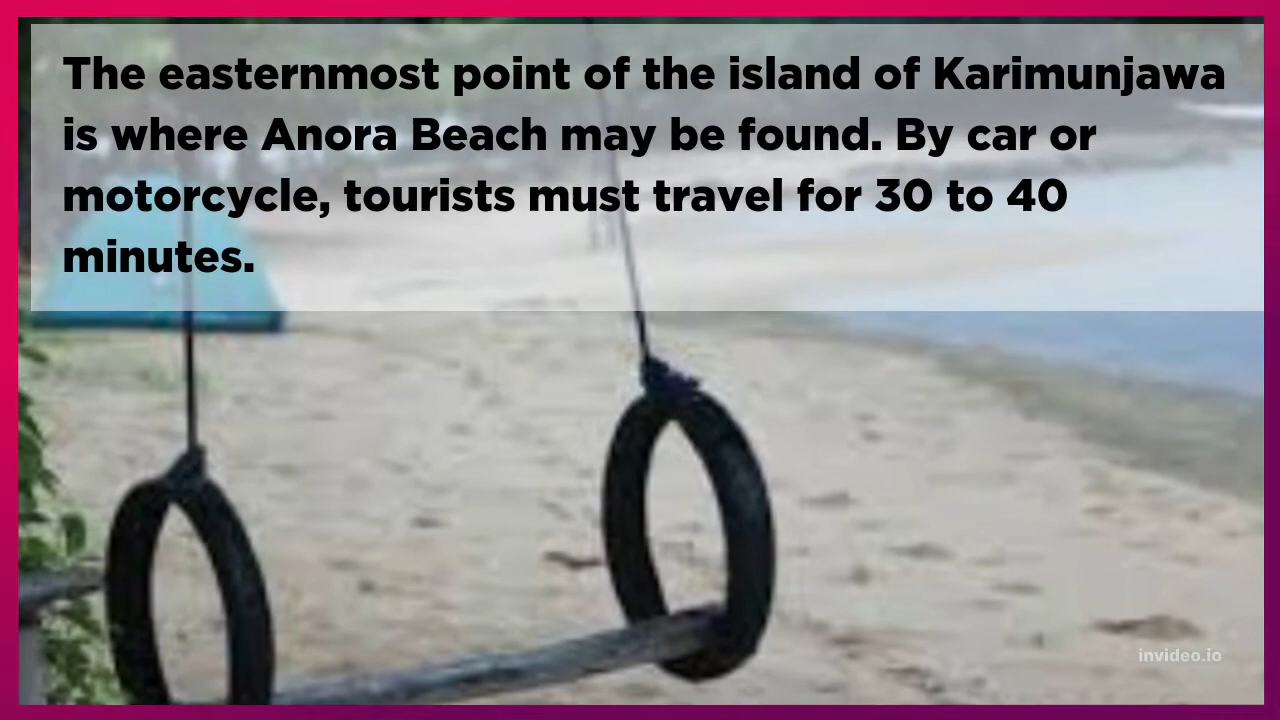 The easternmost point of the island of Karimunjawa
is where Anora Beach may be found. By car or
motorcycle, tourists must travel for 30 to 40
minutes.
invideo.io